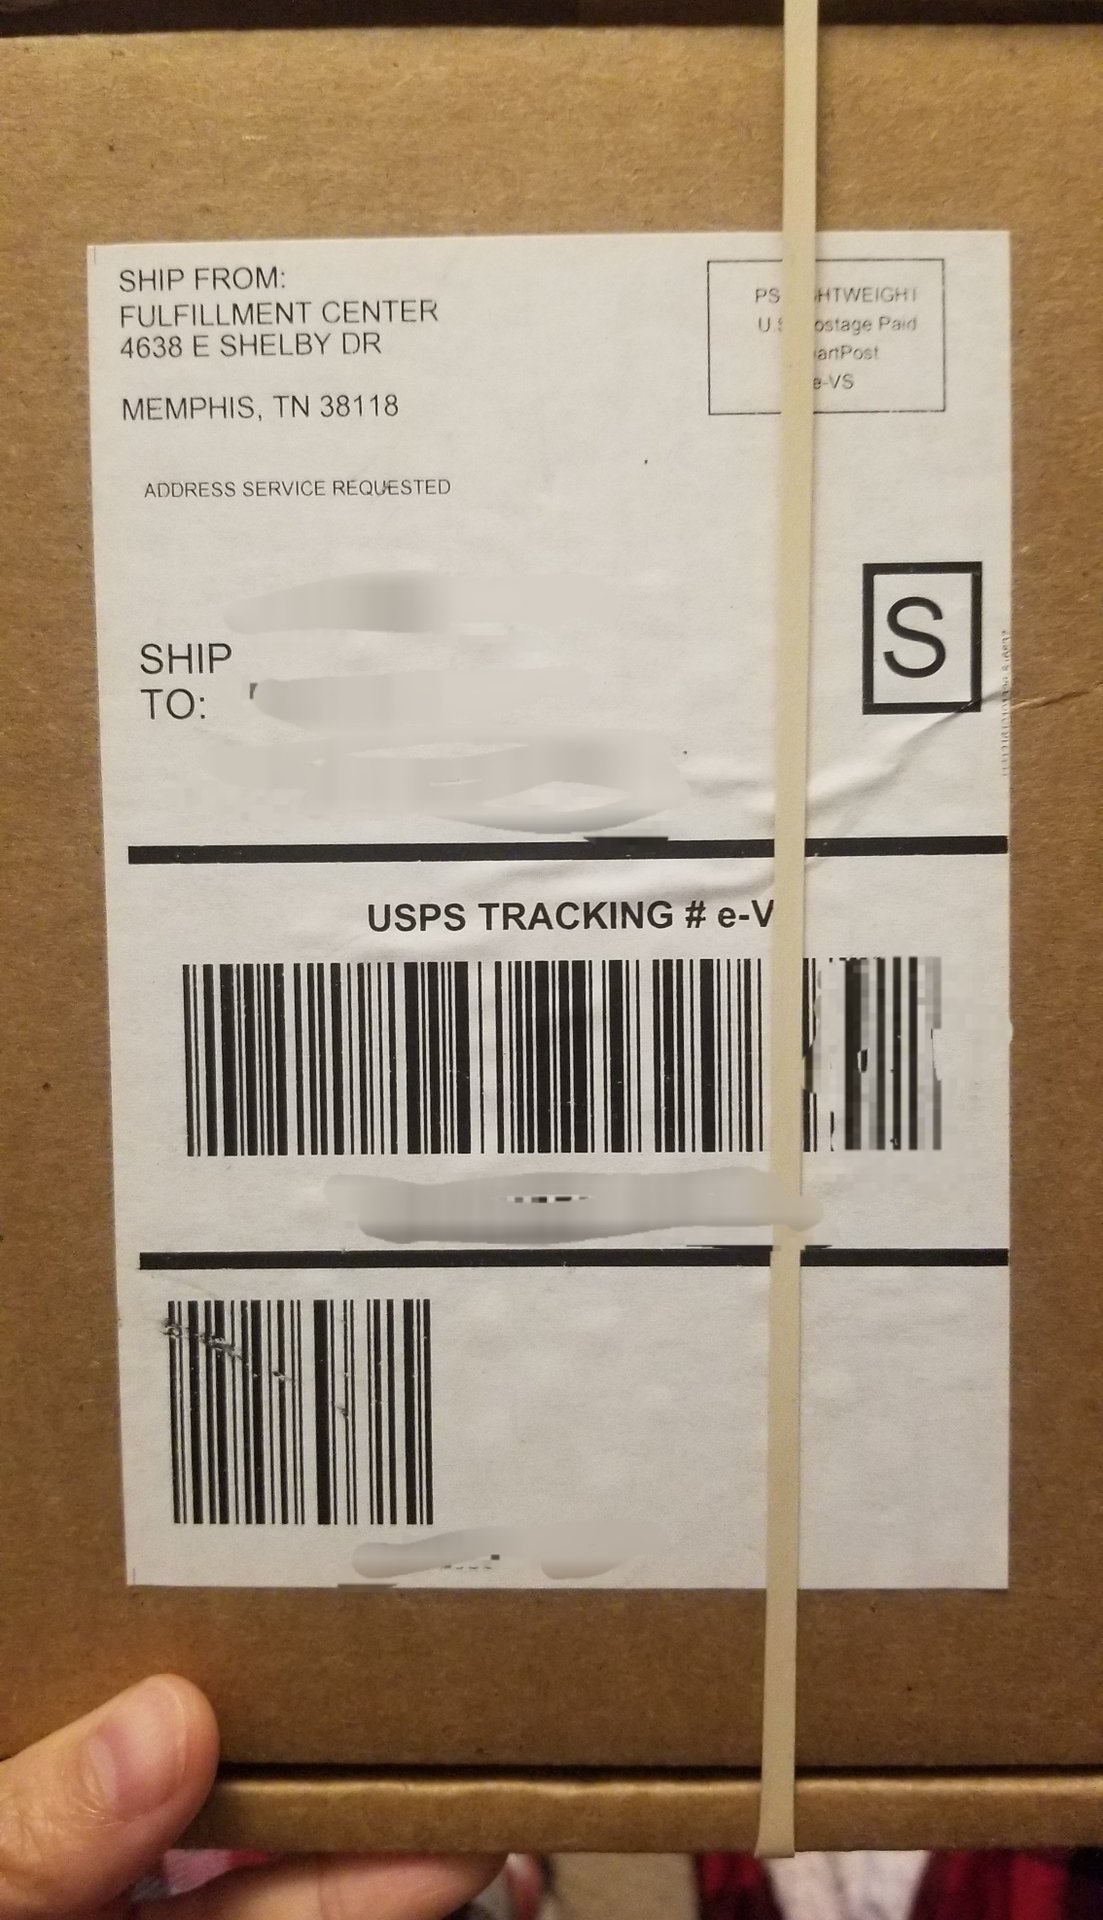 SHIP FROM:
FULFILLMENT CENTER
4638 E SHELBY DR
MEMPHIS, TN 38118
ADDRESS SERVICE REQUESTED
Paid
e-VS
S
SHIP
TO:
USPS TRACKING # e-V